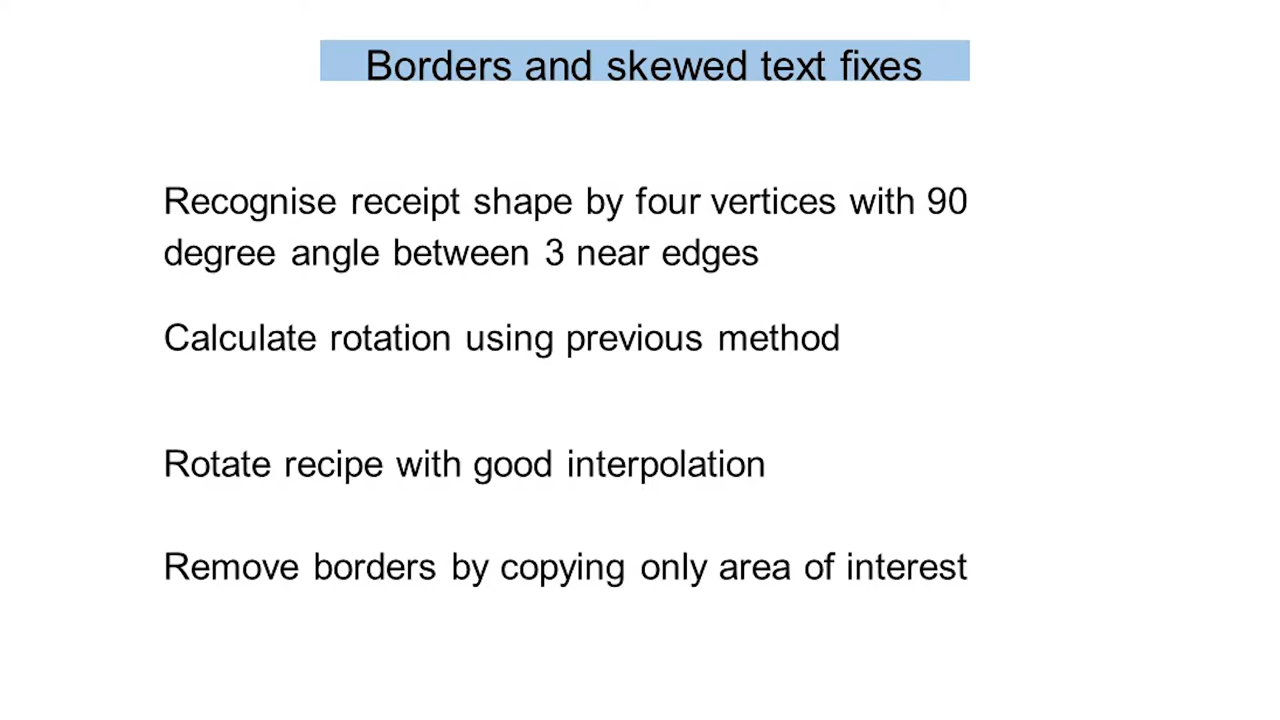 Borders and skewed text fixes
Recognise receipt shape by four vertices with 90
degree angle between 3 near edges
Calculate rotation using previous method
Rotate recipe with good interpolation
Remove borders by copying only area of interest